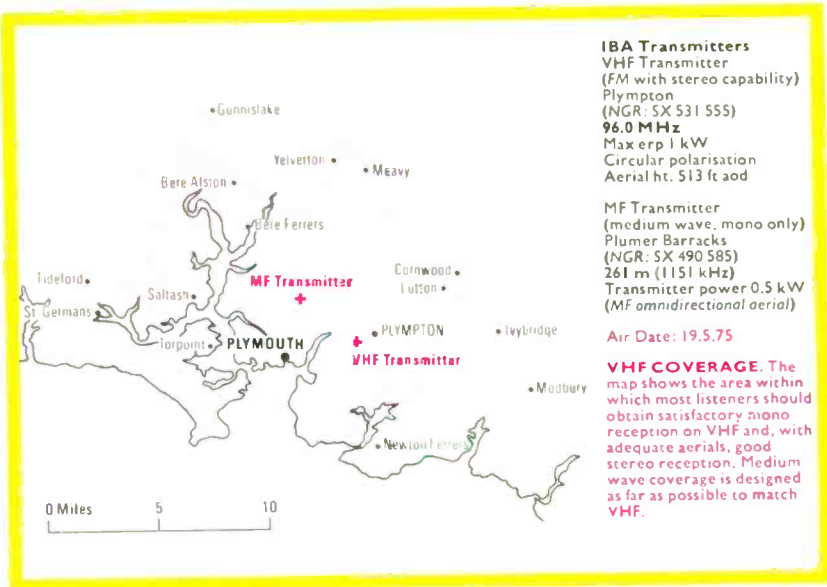 Gunnislake
Yelverton
Meavy
Bere Alston
Bere Ferrers
Tideford
Saltash
MF Transmitter
Cornwood
Lutton
St. Germans
Torpoint
PLYMOUTH
PLYMPTON
Ivybridge
VHF Transmitter
Modbury
Newton Ferrers
0 Miles 5 10
IBA Transmitters
VHF Transmitter
(FM with stereo capability)
Plympton
(NGR: SX 531 555)
96.0 MHz
Max erp 1 kW
Circular polarisation
Aerial ht. 513 ft aod
MF Transmitter
(medium wave, mono only)
Plumer Barracks
(NGR: SX 490 585)
261 m (1151 kHz)
Transmitter power 0.5 kW
(MF omnidirectional aerial)
Air Date: 19.5.75
VHF COVERAGE. The
map shows the area within
which most listeners should
obtain satisfactory mono
reception on VHF and, with
adequate aerials, good
stereo reception. Medium
wave coverage is designed
as far as possible to match
VHF.